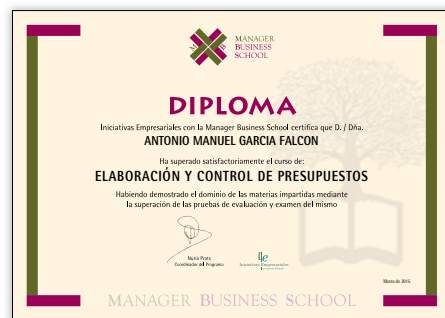 M B S
MANAGER
BUSINESS
SCHOOL
DIPLOMA
Iniciativas Empresariales con la Manager Business School certifica que D. / Dña.
ANTONIO MANUEL GARCIA FALCON
Ha superado satisfactoriamente el curso de:
ELABORACIÓN Y CONTROL DE PRESUPUESTOS
Habiendo demostrado el dominio de las materias impartidas mediante
la superación de las pruebas de evaluación y examen del mismo
Nuria Prats
Coordinador del Programa
Iniciativas Empresariales
Marzo de 2015
MANAGER BUSINESS SCHOOL